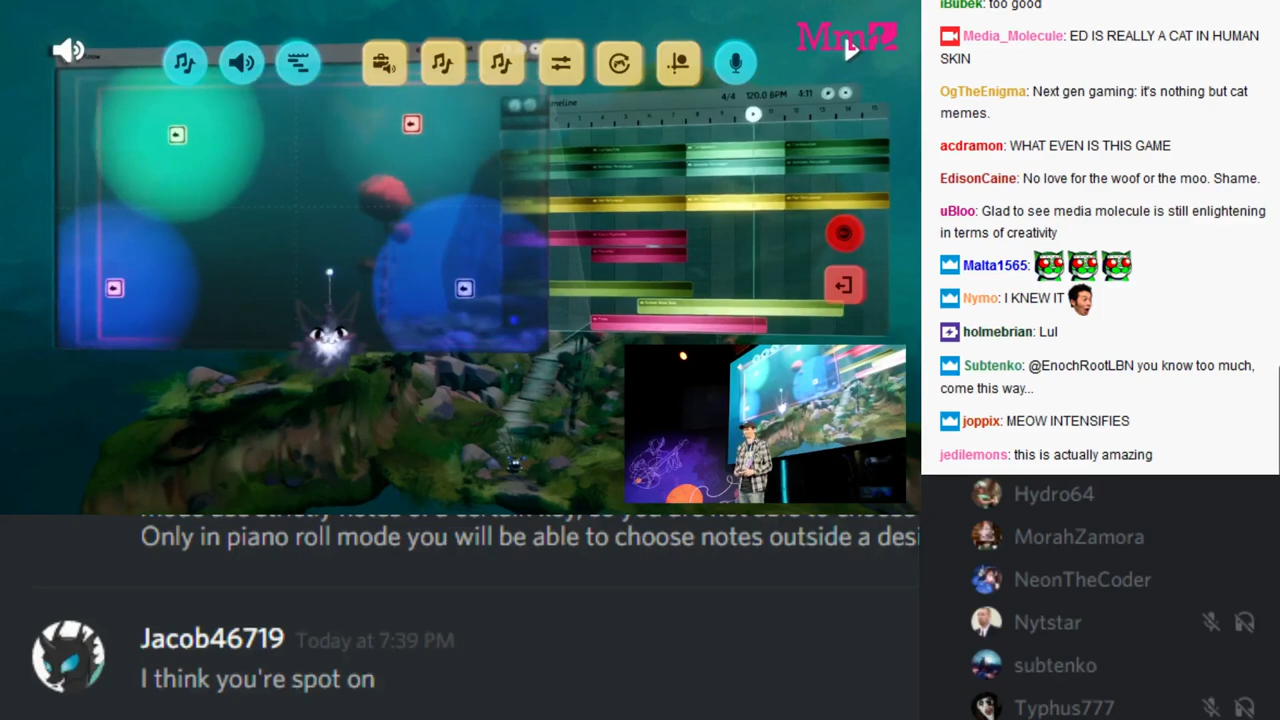 MmR
meline
4/4 120.0 BPM 4:11
iBubek: too good
Media_Molecule: ED IS REALLY A CAT IN HUMAN
SKIN
OgTheEnigma: Next gen gaming: it's nothing but cat
memes.
acdramon: WHAT EVEN IS THIS GAME
EdisonCaine: No love for the woof or the moo. Shame.
uBloo: Glad to see media molecule is still enlightening
in terms of creativity
Malta1565:
Nymo: I KNEW IT
holmebrian: Lul
Subtenko: @EnochRootLBN you know too much,
come this way...
joppix: MEOW INTENSIFIES
jedilemons: this is actually amazing
Only in piano roll mode you will be able to choose notes outside a desi
Jacob46719 Today at 7:39 PM
I think you're spot on
Hydro64
MorahZamora
NeonTheCoder
Nytstar
subtenko
Typhus777